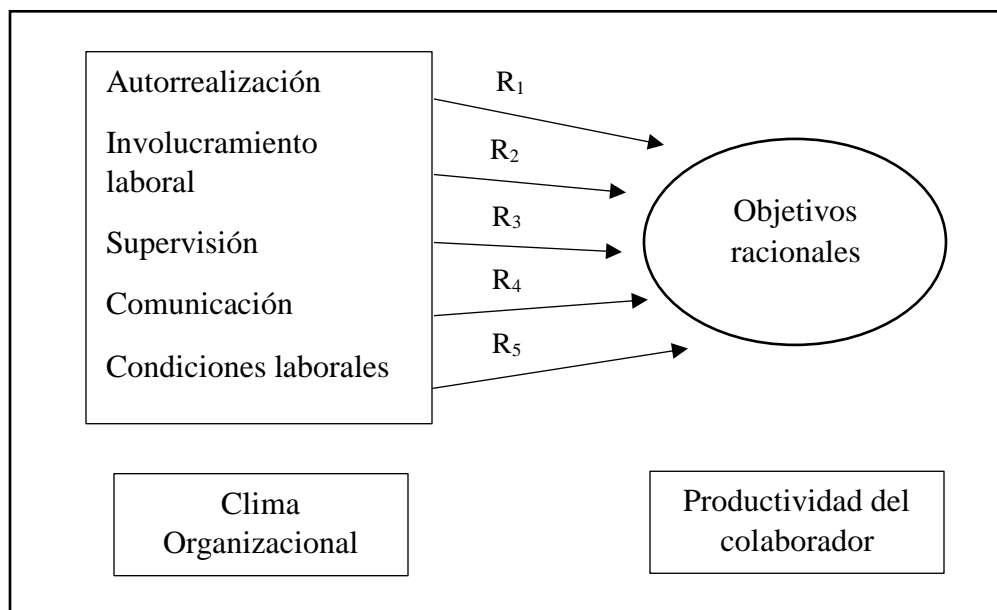 Autorrealización
R₁
Involucramiento
laboral
R₂
Supervisión
R₃
Comunicación
R₄
Condiciones laborales
R₅
Objetivos
racionales
Clima
Organizacional
Productividad del
colaborador